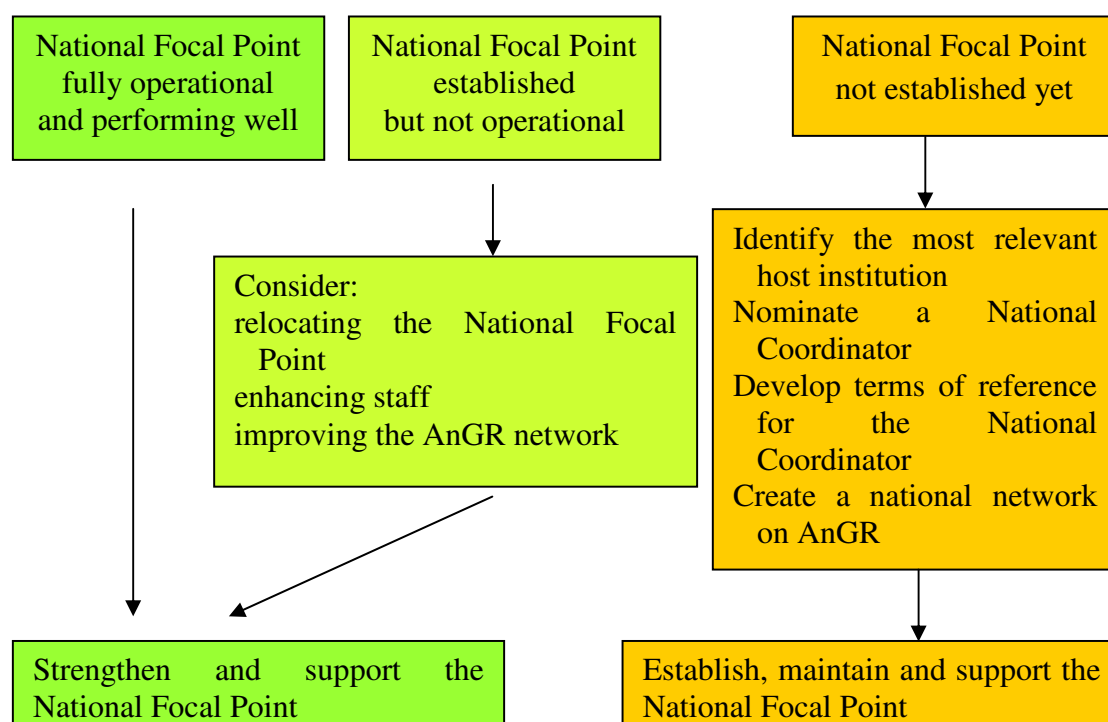 National Focal Point
fully operational
and performing well
National Focal Point
established
but not operational
National Focal Point
not established yet
Consider:
relocating the National Focal
Point
enhancing staff
improving the AnGR network
Identify the most relevant
host institution
Nominate a National
Coordinator
Develop terms of reference
for the National
Coordinator
Create a national network
on AnGR
Strengthen and support the
National Focal Point
Establish, maintain and support the
National Focal Point